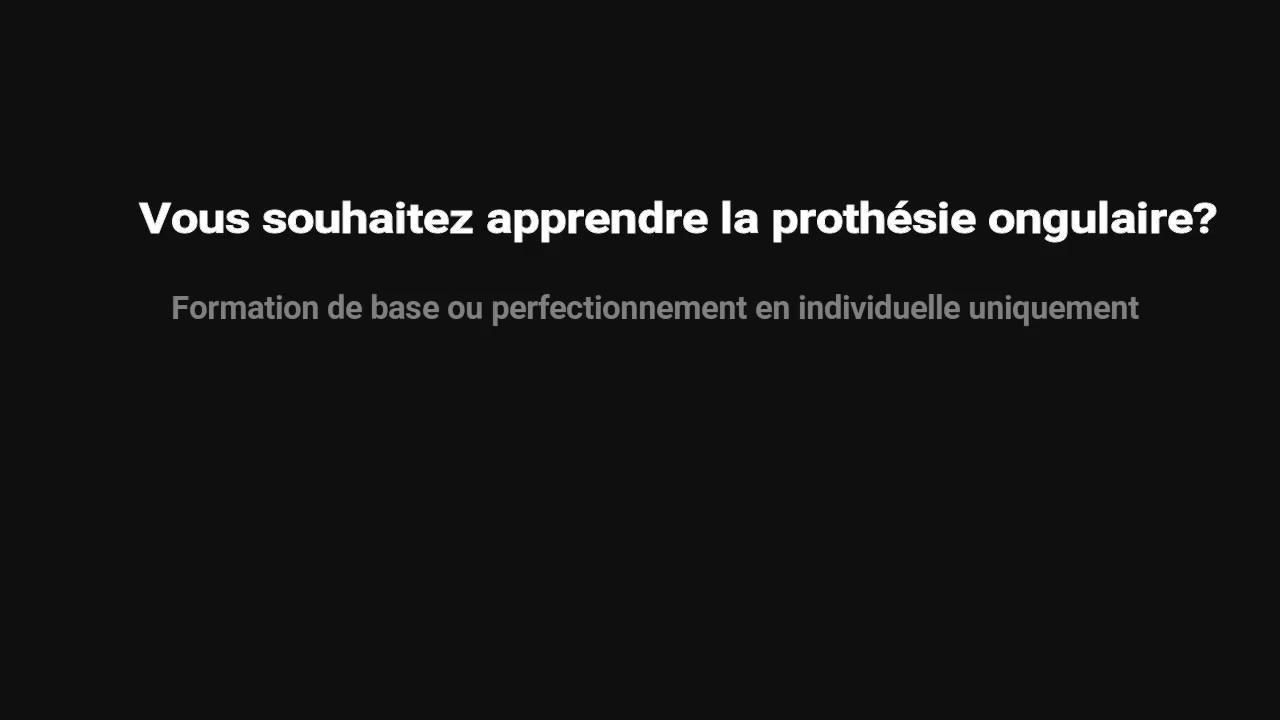 Vous souhaitez apprendre la prothésie ongulaire?
Formation de base ou perfectionnement en individuelle uniquement